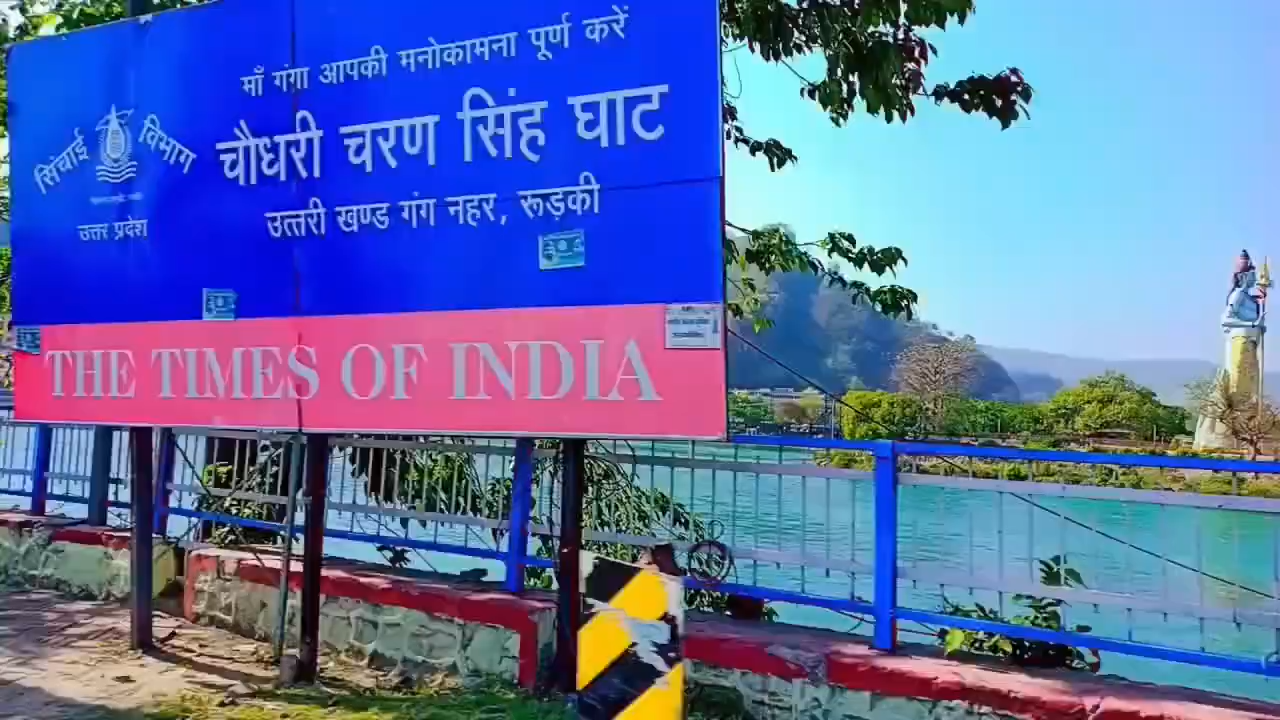 माँ गंगा आपकी मनोकामना पूर्ण करें
सिंचाई विभाग
चौधरी चरण सिंह घाट
उत्तर प्रदेश
उत्तरी खण्ड गंग नहर, रूड़की
THE TIMES OF INDIA